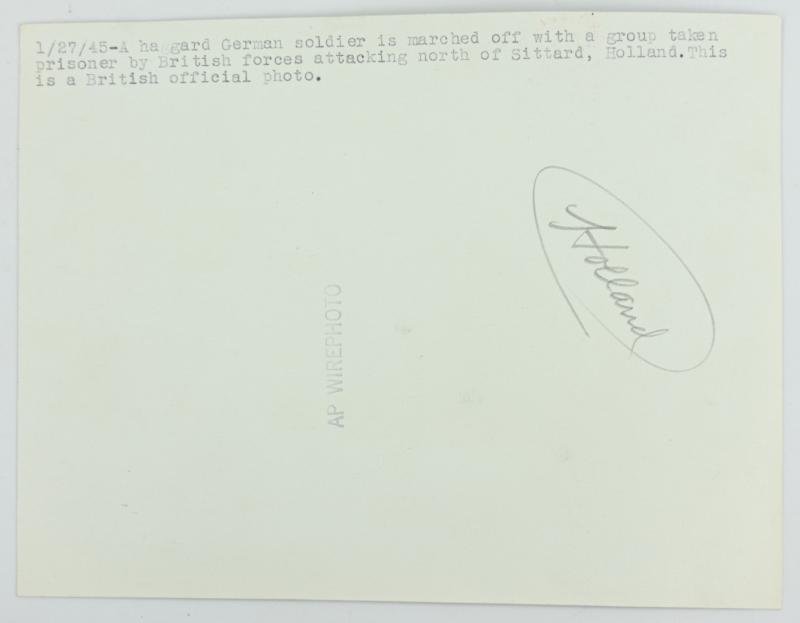 1/27/45-A haggard German soldier is marched off with a group taken
prisoner by British forces attacking north of Sittard, Holland.This
is a British official photo.
Holland
AP WIREPHOTO